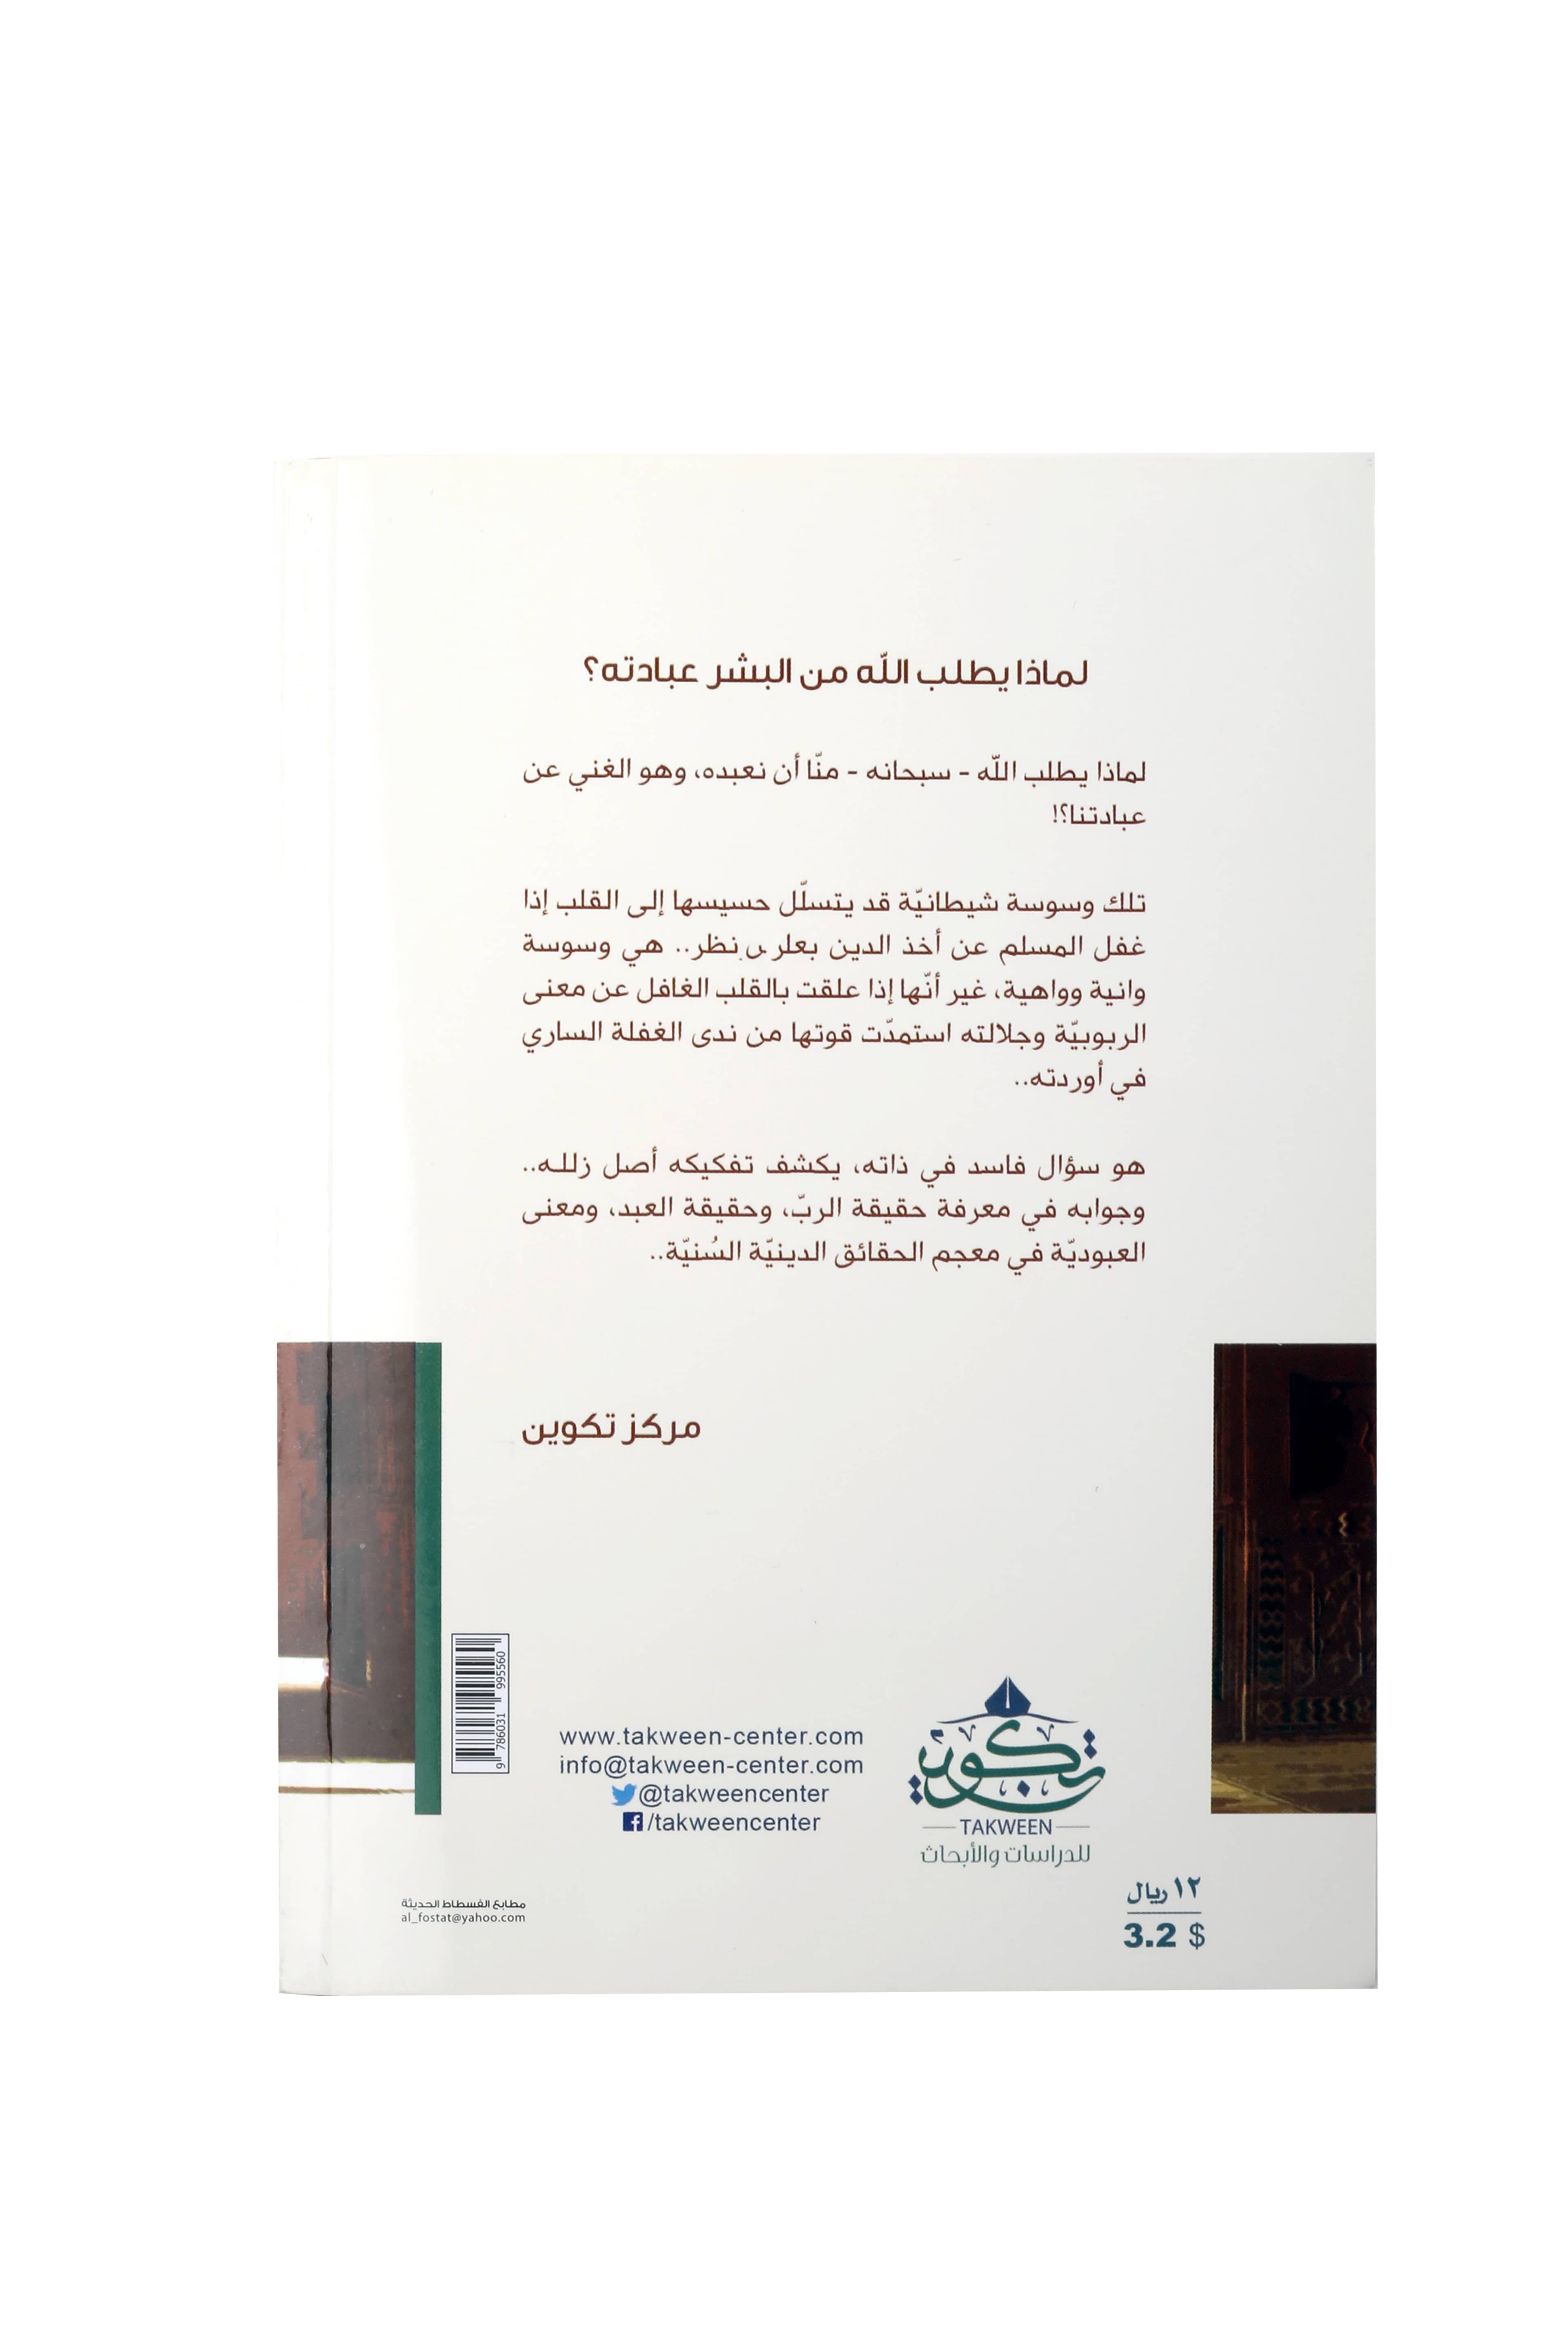 لماذا يطلب الله من البشر عبادته؟
لماذا يطلب الله - سبحانه - منّا أن نعبده، وهو الغني عن
عبادتنا؟!
تلك وسوسة شيطانيّة قد يتسلّل حسيسها إلى القلب إذا
غفل المسلم عن أخذ الدين نظر.. هي وسوسة
وانية وواهية، غير أنّها إذا علقت بالقلب الغافل عن معنى
الربوبيّة وجلالته استمدّت قوتها من ندى الغفلة الساري
في أوردته..
هو سؤال فاسد في ذاته، يكشف تفكيكه أصل زللـه..
وجوابه في معرفة حقيقة الربّ، وحقيقة العبد، ومعنى
العبوديّة في معجم الحقائق الدينيّة السُنيّة..
مركز تكوين
تكوين
TAKWEEN
للدراسات والأبحاث
www.takween-center.com
info@takween-center.com
@takweencenter
/takweencenter
9 786031 995560
١٢ ريال
3.2 $
مطابع الفسطاط الحديثة
al_fostat@yahoo.com